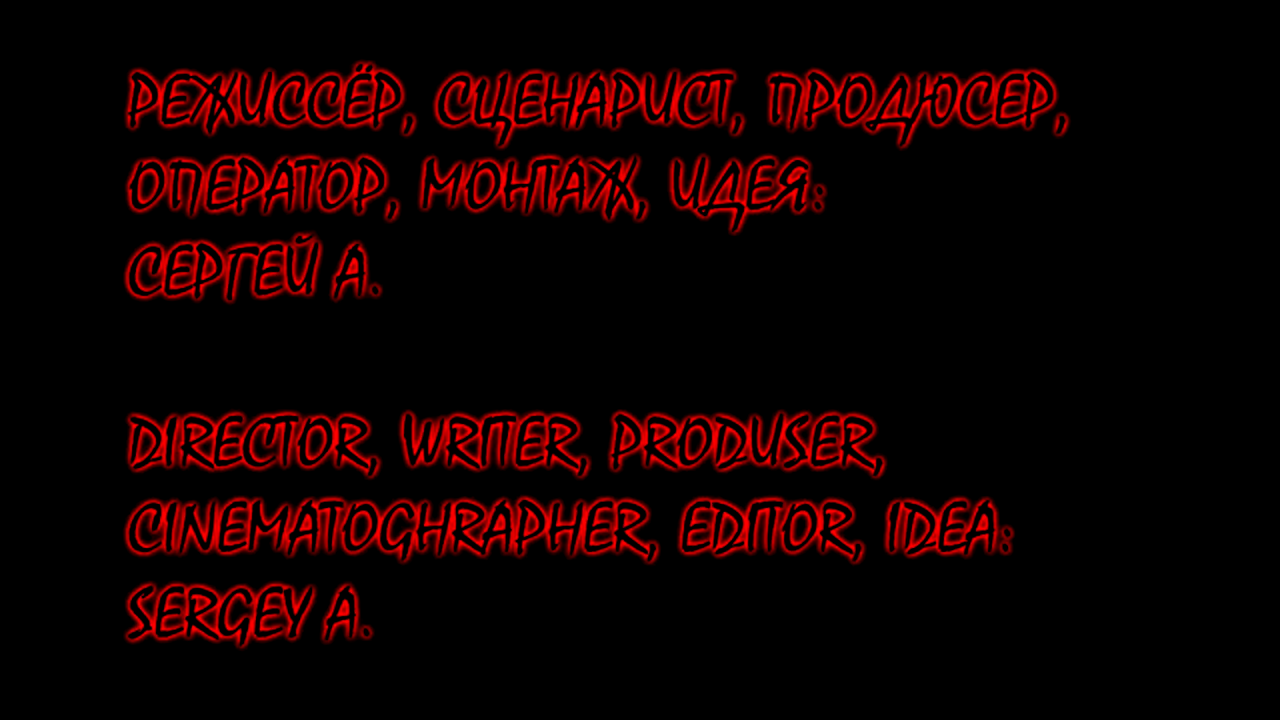 РЕЖИССЁР, СЦЕНАРИСТ, ПРОДЮСЕР,
ОПЕРАТОР, МОНТАЖ, ИДЕЯ:
СЕРГЕЙ А.
DIRECTOR, WRITER, PRODUSER,
CINEMATOGHRAPHER, EDITOR, IDEA:
SERGEY A.